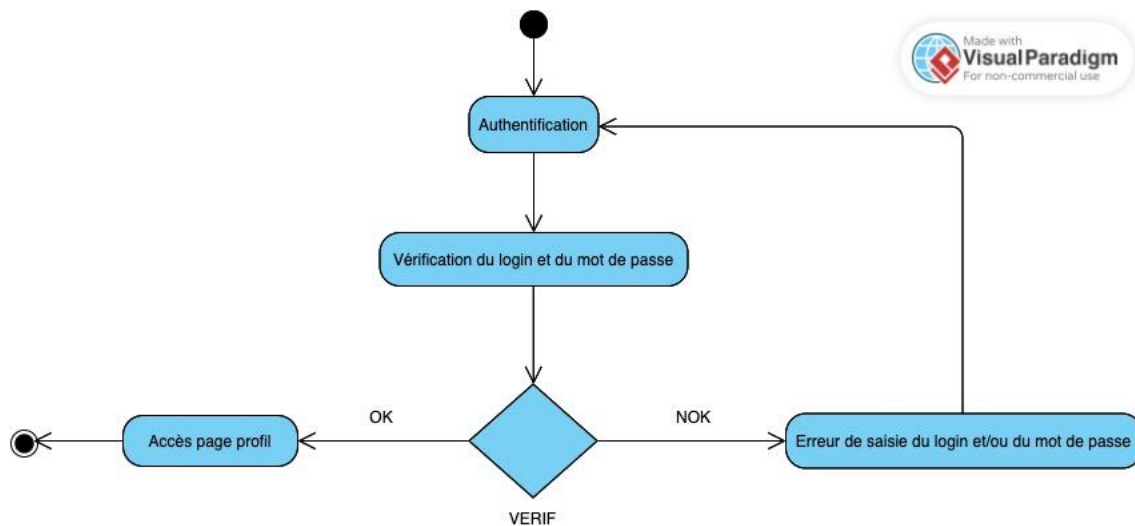 Made with
Visual Paradigm
For non-commercial use
Authentification
Vérification du login et du mot de passe
OK
NOK
Accès page profil
Erreur de saisie du login et/ou du mot de passe
VERIF